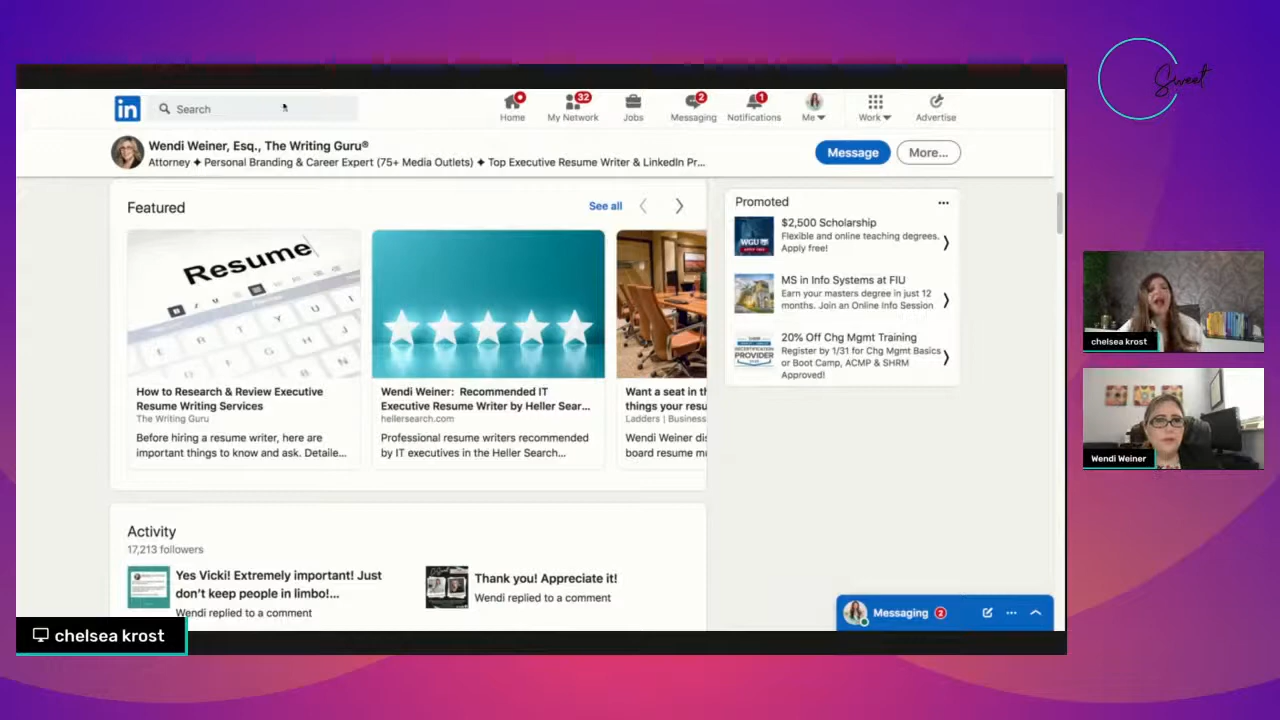 Sweet
in
Search
Home
32
My Network
Jobs
2
Messaging
1
Notifications
Me
Work
Advertise
Wendi Weiner, Esq., The Writing Guru®
Attorney ✦ Personal Branding & Career Expert (75+ Media Outlets) ✦ Top Executive Resume Writer & LinkedIn Pr...
Message
More...
Featured
See all
Resume
How to Research & Review Executive
Resume Writing Services
The Writing Guru
Before hiring a resume writer, here are
important things to know and ask. Detaile...
Wendi Weiner: Recommended IT
Executive Resume Writer by Heller Sear...
hellersearch.com
Professional resume writers recommended
by IT executives in the Heller Search...
Want a seat in th
things your resu
Ladders | Business
Wendi Weiner dis
board resume m
Promoted
WGU
$2,500 Scholarship
Flexible and online teaching degrees.
Apply free!
MS in Info Systems at FIU
Earn your masters degree in just 12
months. Join an Online Info Session
PROVIDER
20% Off Chg Mgmt Training
Register by 1/31 for Chg Mgmt Basics
or Boot Camp, ACMP & SHRM
Approved!
Activity
17,213 followers
Yes Vicki! Extremely important! Just
don't keep people in limbo!...
Wendi replied to a comment
Thank you! Appreciate it!
Wendi replied to a comment
Messaging 2
chelsea krost
Wendi Weiner
chelsea krost